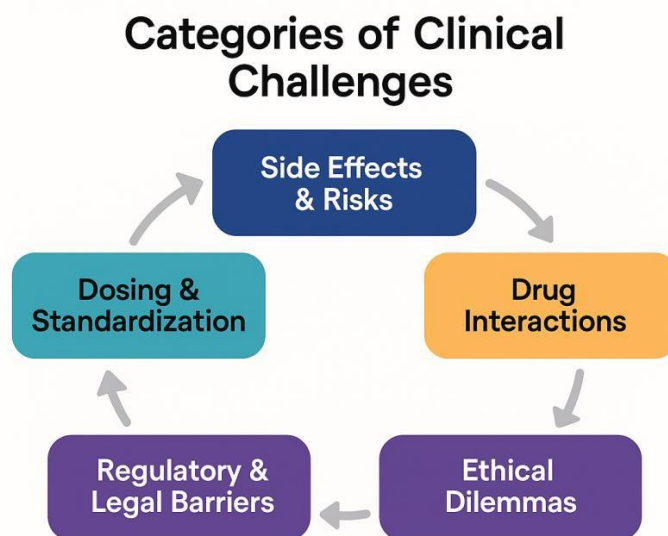 Categories of Clinical
Challenges
Side Effects
& Risks
Dosing &
Standardization
Drug
Interactions
Regulatory &
Legal Barriers
Ethical
Dilemmas